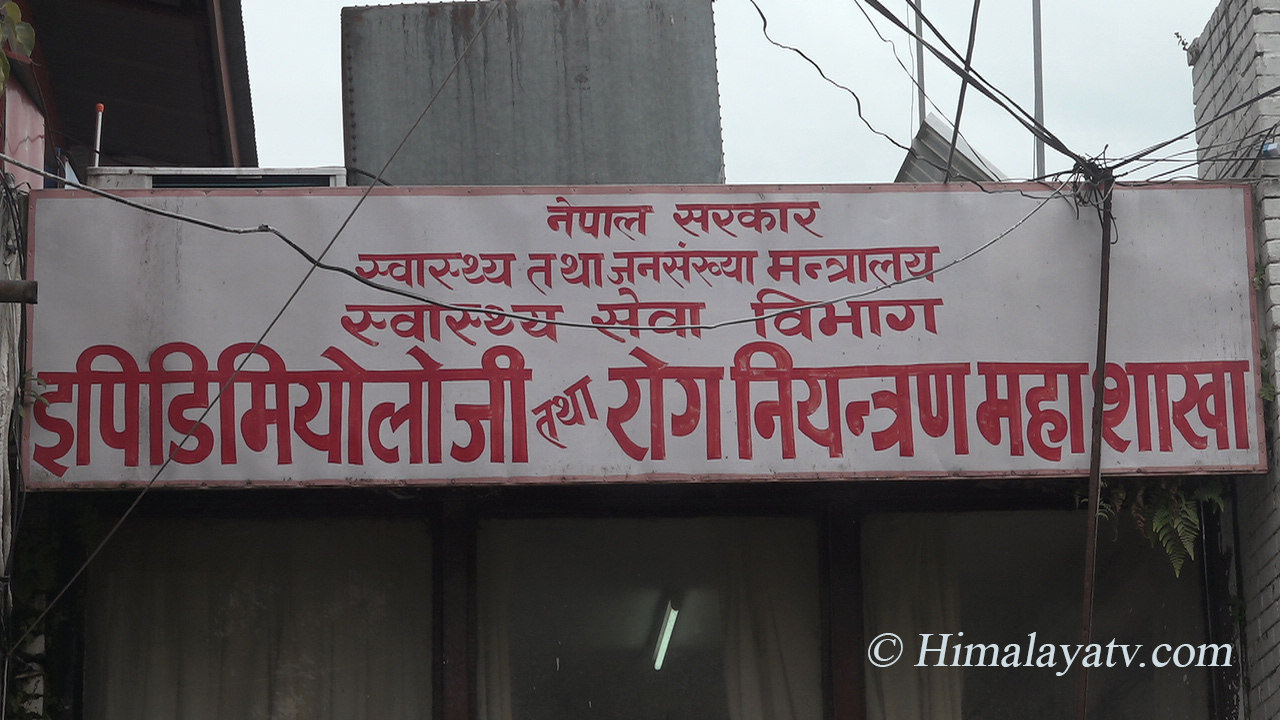 नेपाल सरकार
स्वास्थ्य तथा जनसंख्या मन्त्रालय
स्वास्थ्य सेवा विभाग
इपिडिमियोलोजी तथा रोग नियन्त्रण महाशाखा
© Himalayatv.com